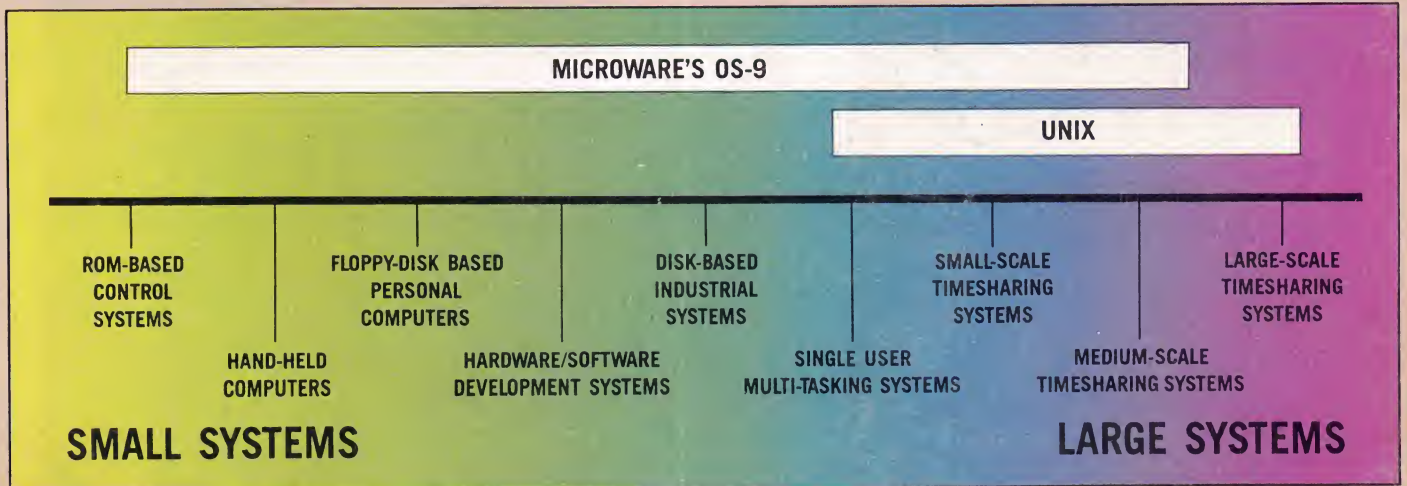 MICROWARE'S OS-9
UNIX
ROM-BASED
CONTROL
SYSTEMS
HAND-HELD
COMPUTERS
FLOPPY-DISK BASED
PERSONAL
COMPUTERS
HARDWARE/SOFTWARE
DEVELOPMENT SYSTEMS
DISK-BASED
INDUSTRIAL
SYSTEMS
SINGLE USER
MULTI-TASKING SYSTEMS
SMALL-SCALE
TIMESHARING
SYSTEMS
MEDIUM-SCALE
TIMESHARING SYSTEMS
LARGE-SCALE
TIMESHARING
SYSTEMS
SMALL SYSTEMS
LARGE SYSTEMS